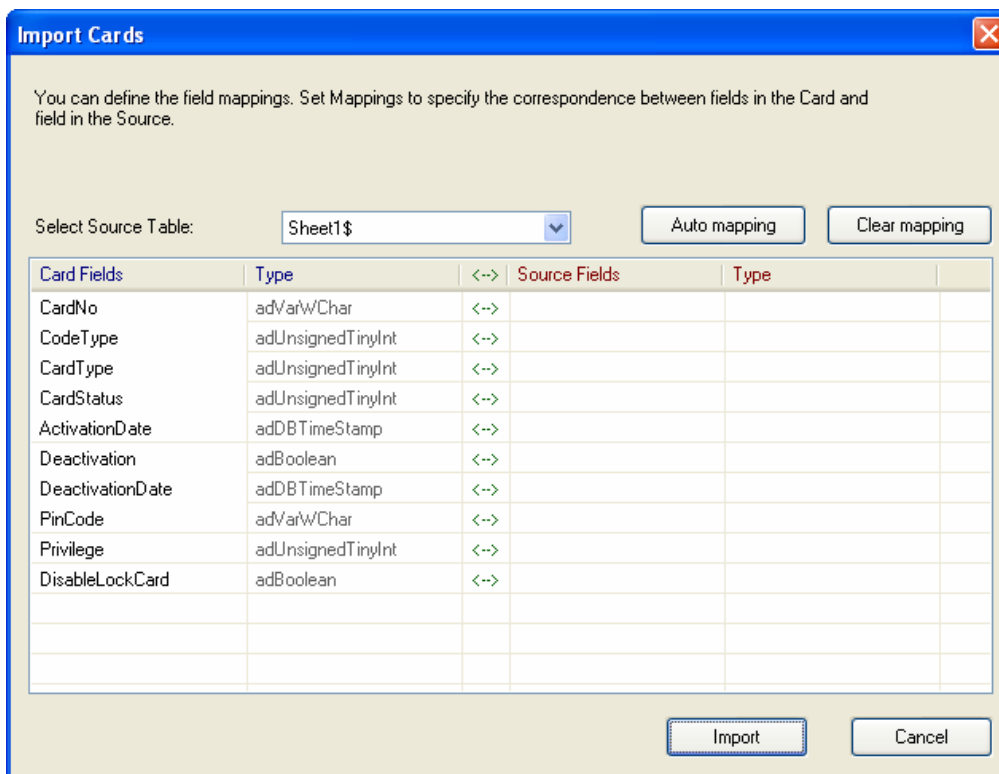 Import Cards
You can define the field mappings. Set Mappings to specify the correspondence between fields in the Card and
field in the Source.
Select Source Table: Sheet1$ Auto mapping Clear mapping
Card Fields Type <--> Source Fields Type
CardNo adVarWChar <-->
CodeType adUnsignedTinyInt <-->
CardType adUnsignedTinyInt <-->
CardStatus adUnsignedTinyInt <-->
ActivationDate adDBTimeStamp <-->
Deactivation adBoolean <-->
DeactivationDate adDBTimeStamp <-->
PinCode adVarWChar <-->
Privilege adUnsignedTinyInt <-->
DisableLockCard adBoolean <-->
Import Cancel